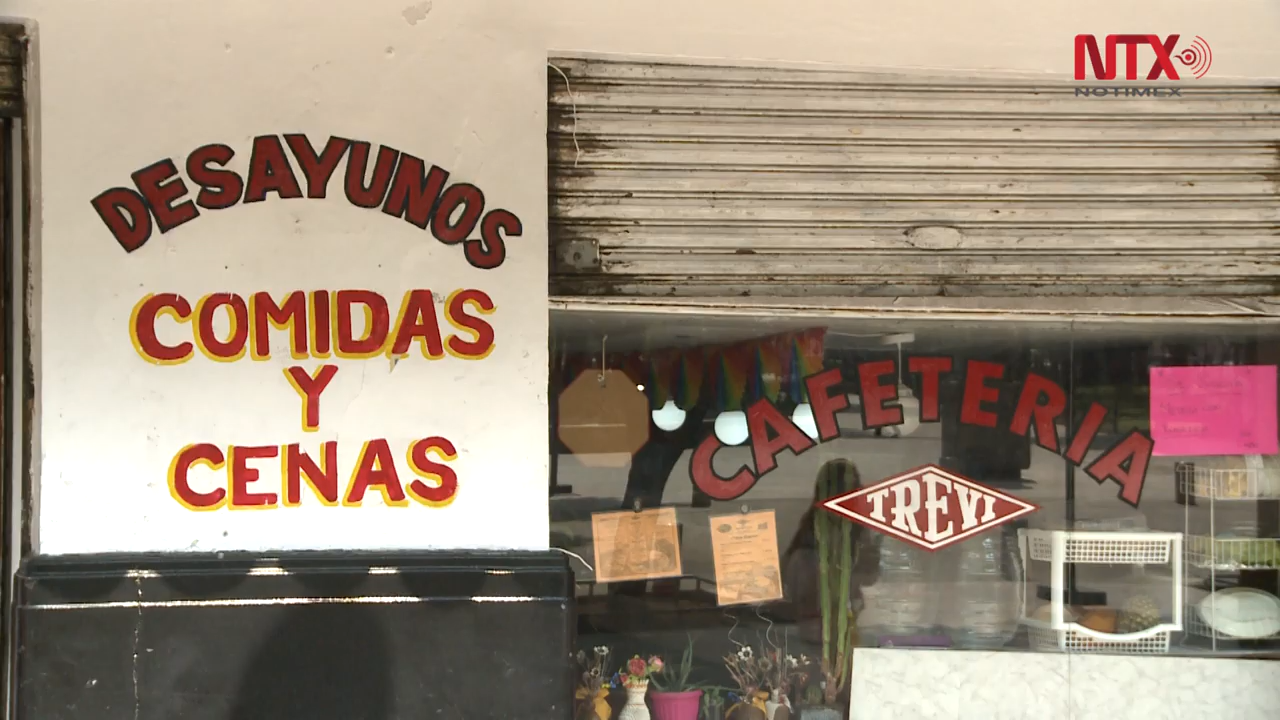 NTX
NOTIMEX
DESAYUNOS
COMIDAS
Y
CENAS
CAFETERIA
TREVI